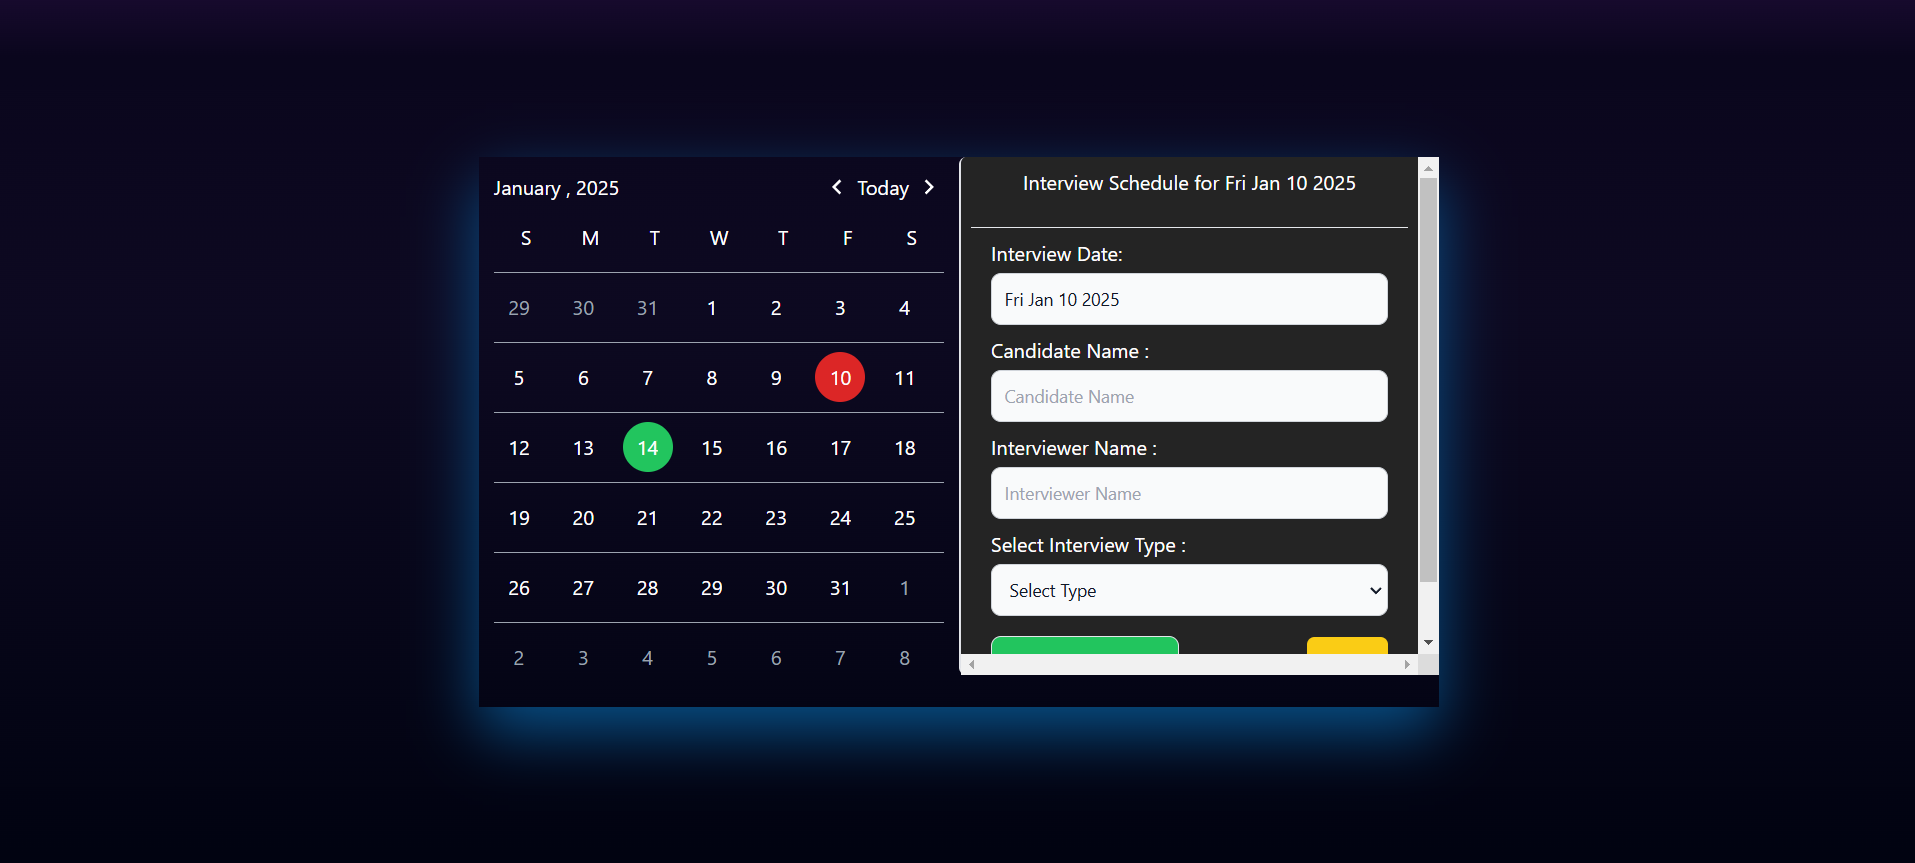 January , 2025
Today
S M T W T F S
29 30 31 1 2 3 4
5 6 7 8 9 10 11
12 13 14 15 16 17 18
19 20 21 22 23 24 25
26 27 28 29 30 31 1
2 3 4 5 6 7 8
Interview Schedule for Fri Jan 10 2025
Interview Date:
Fri Jan 10 2025
Candidate Name :
Candidate Name
Interviewer Name :
Interviewer Name
Select Interview Type :
Select Type